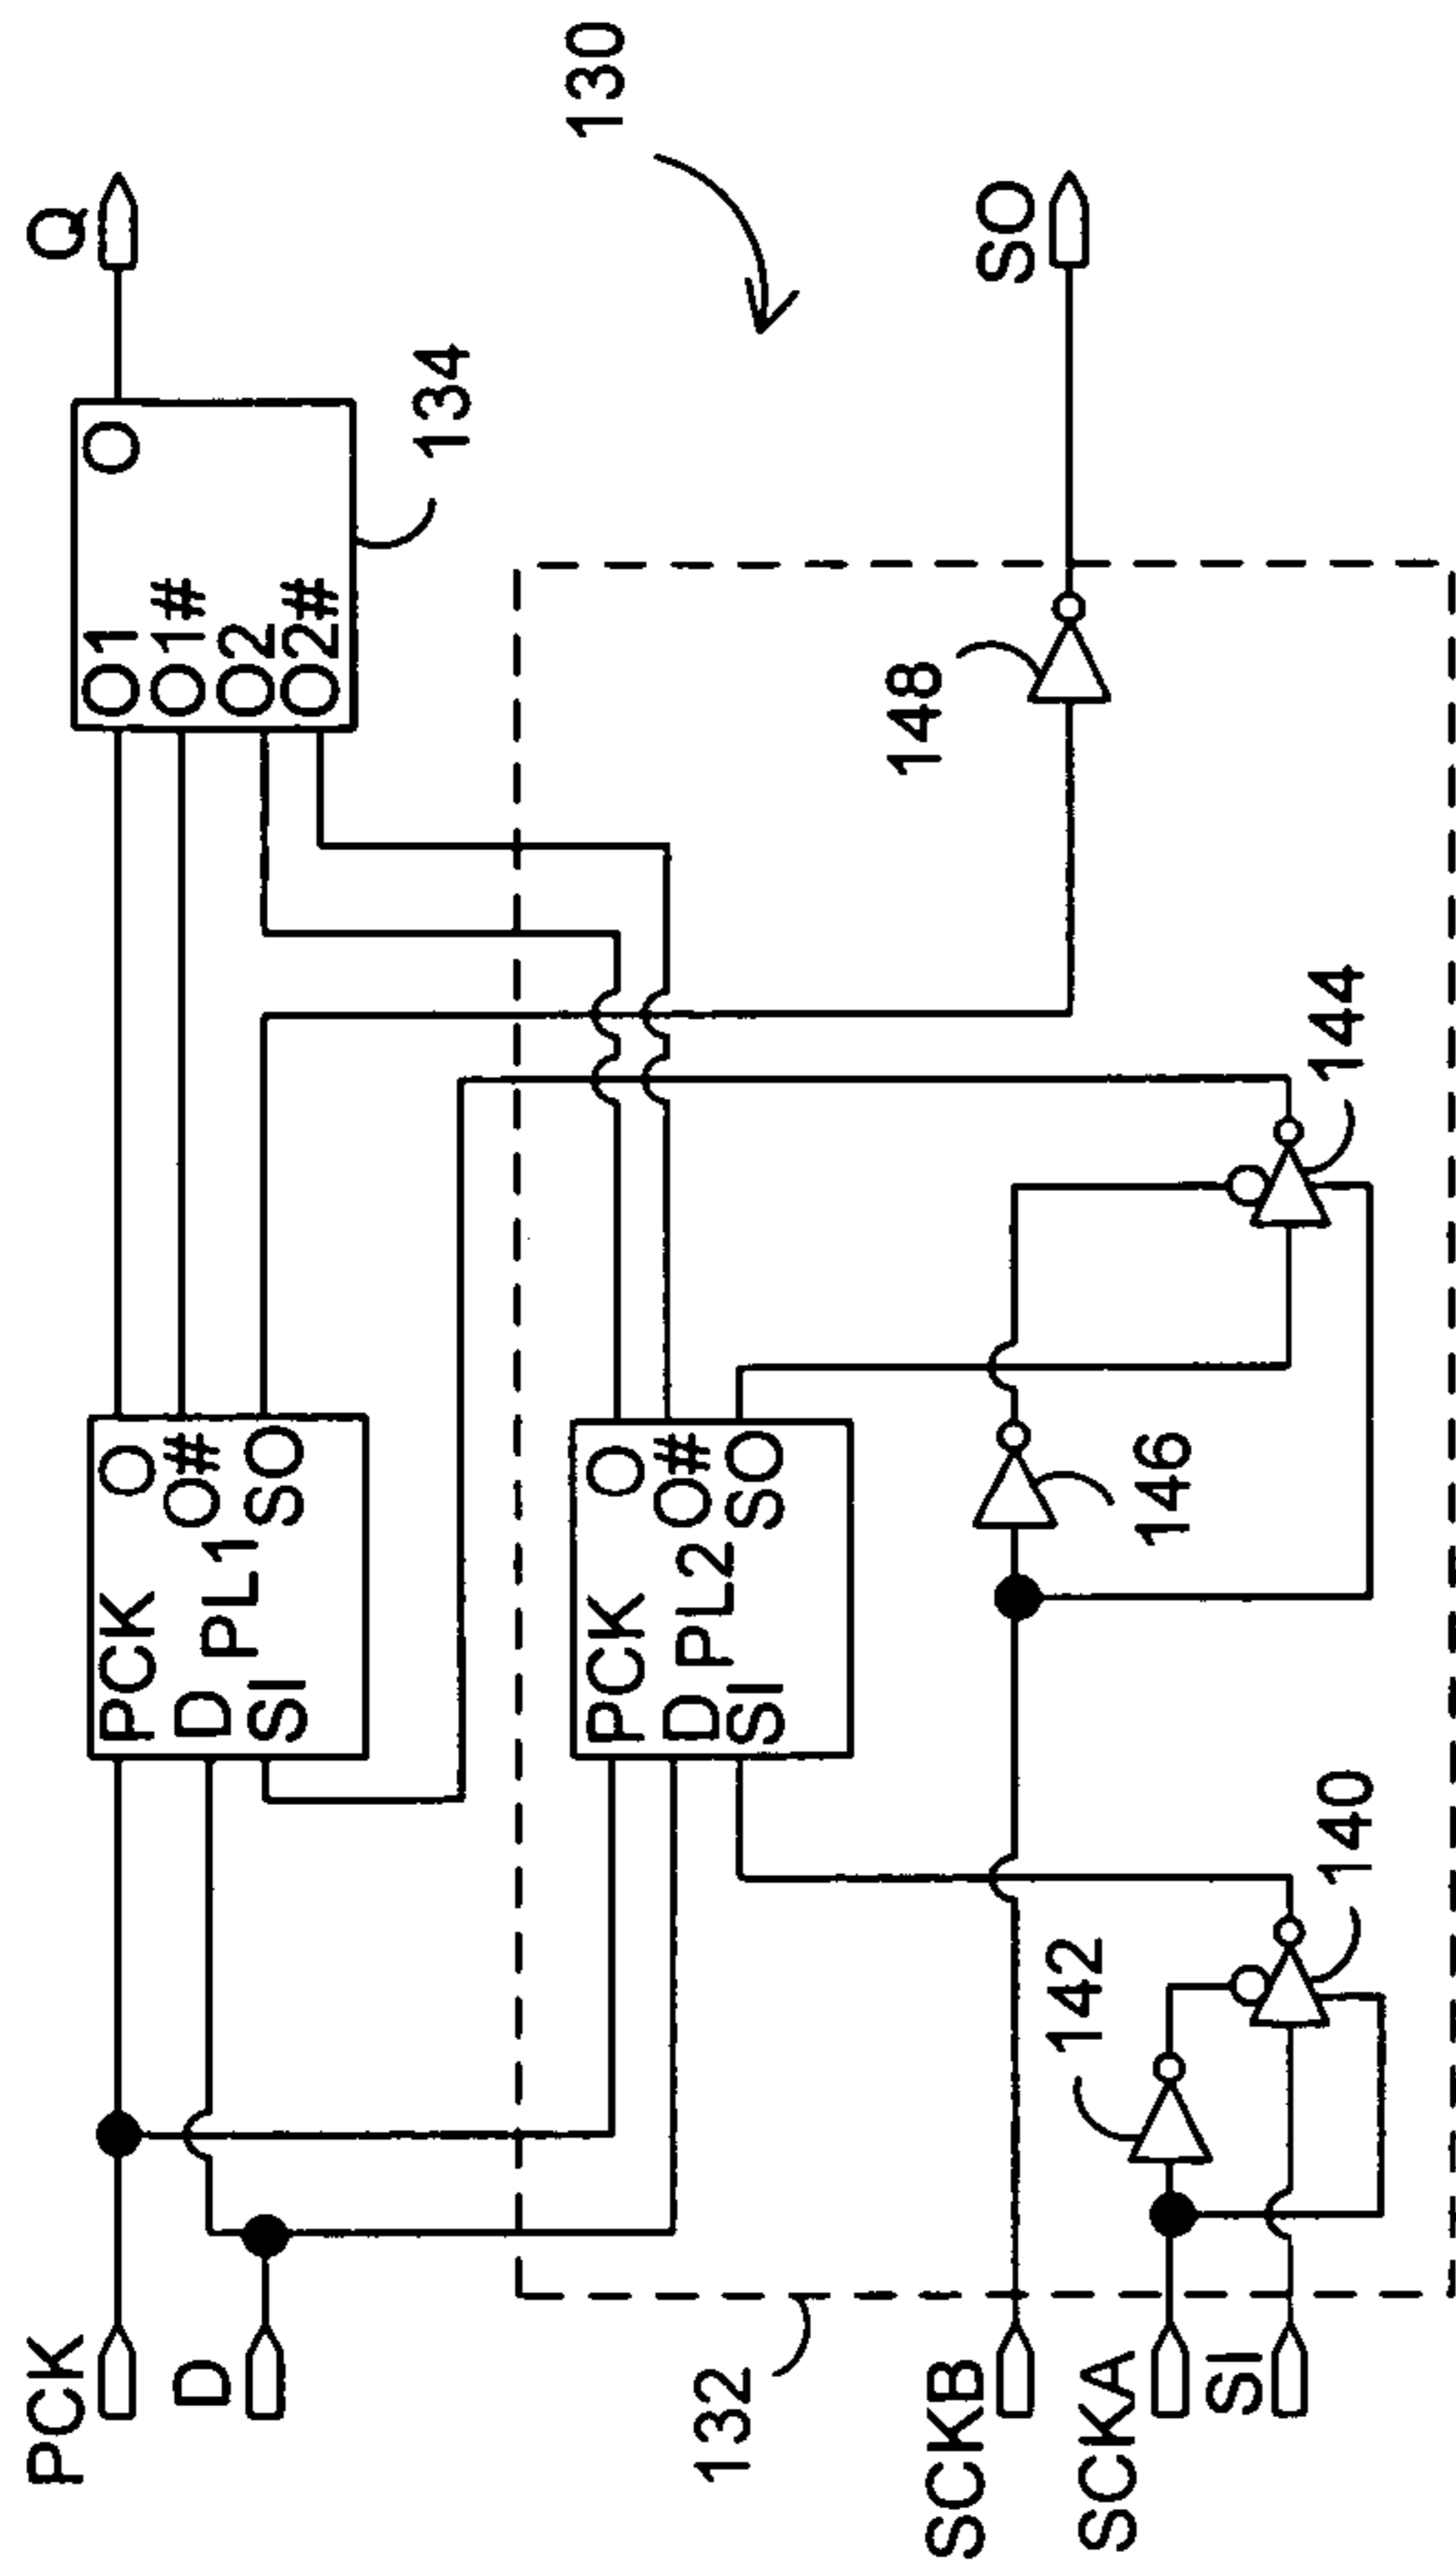 PCK
D
PCK O
D O#
PL1
SI SO
O1 O
O1#
O2
O2#
Q
134
130
132
PCK O
D O#
PL2
SI SO
148
SO
SCKB
146
SCKA
142
SI
140
144